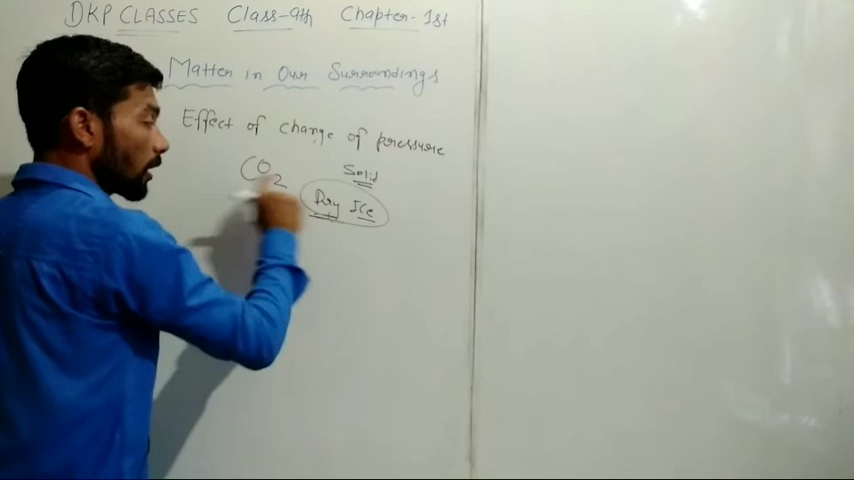 DKP CLASSES Class-9th Chapter-1st
Matter in Our Surroundings
Effect of change of pressure
CO2 Solid
Dry Ice